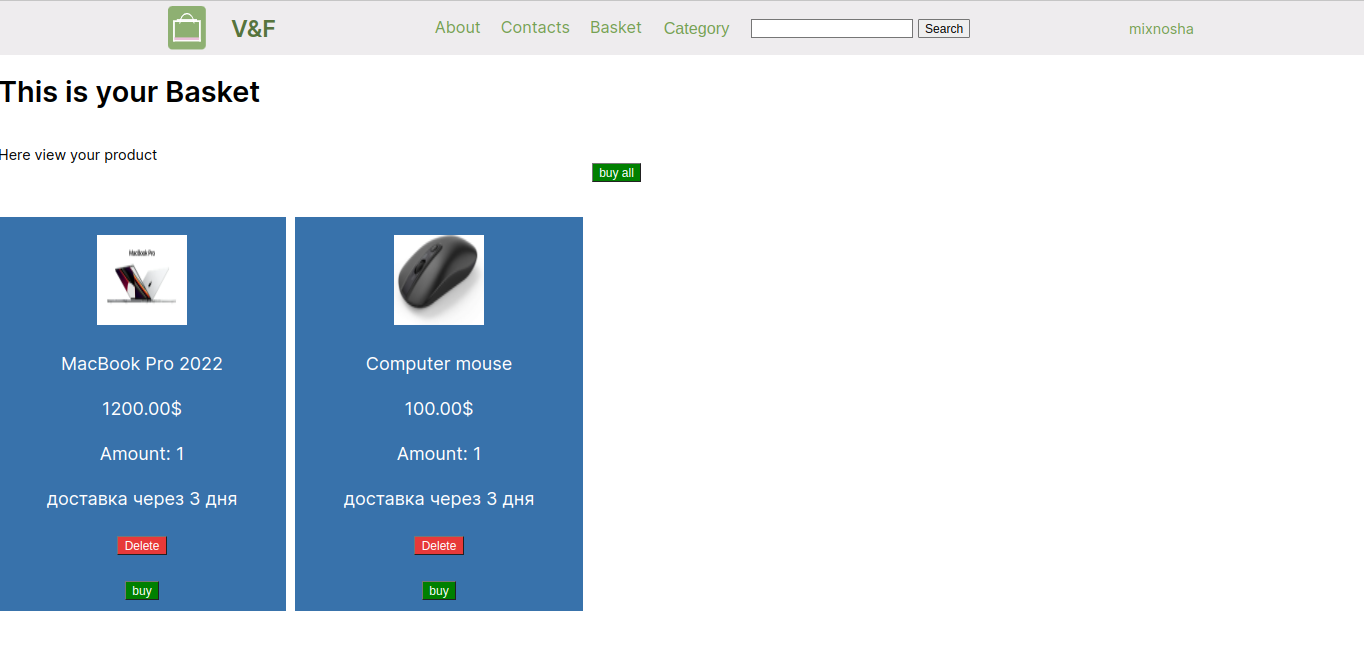 V&F About Contacts Basket Category Search mixnosha
This is your Basket
Here view your product
buy all
MacBook Pro
MacBook Pro 2022
1200.00$
Amount: 1
доставка через 3 дня
Delete
buy
Computer mouse
100.00$
Amount: 1
доставка через 3 дня
Delete
buy